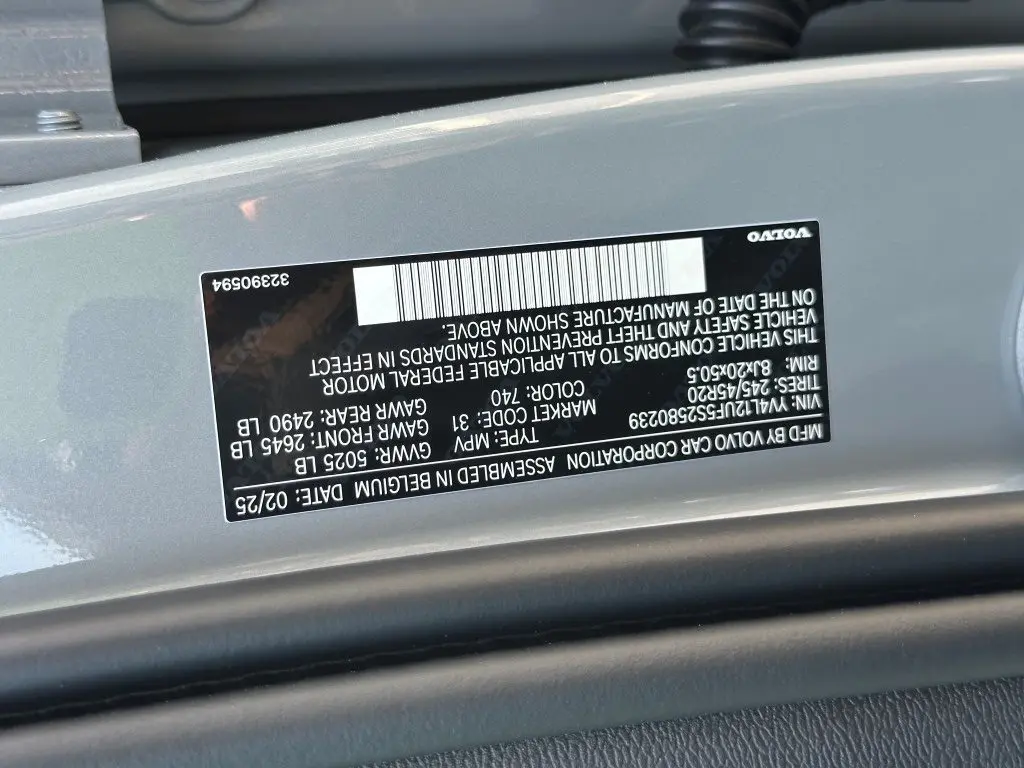 MFD BY VOLVO CAR CORPORATION ASSEMBLED IN BELGIUM DATE: 02/25
VIN: YV4L12UF5S2580239 TYPE: MPV GVWR: 5025 LB
TIRES: 245/45R20 MARKET CODE: 31 GAWR FRONT: 2645 LB
RIM: 8Jx20x50.5 COLOR: 740 GAWR REAR: 2490 LB
THIS VEHICLE CONFORMS TO ALL APPLICABLE FEDERAL MOTOR
VEHICLE SAFETY AND THEFT PREVENTION STANDARDS IN EFFECT
ON THE DATE OF MANUFACTURE SHOWN ABOVE.
VOLVO 32390594